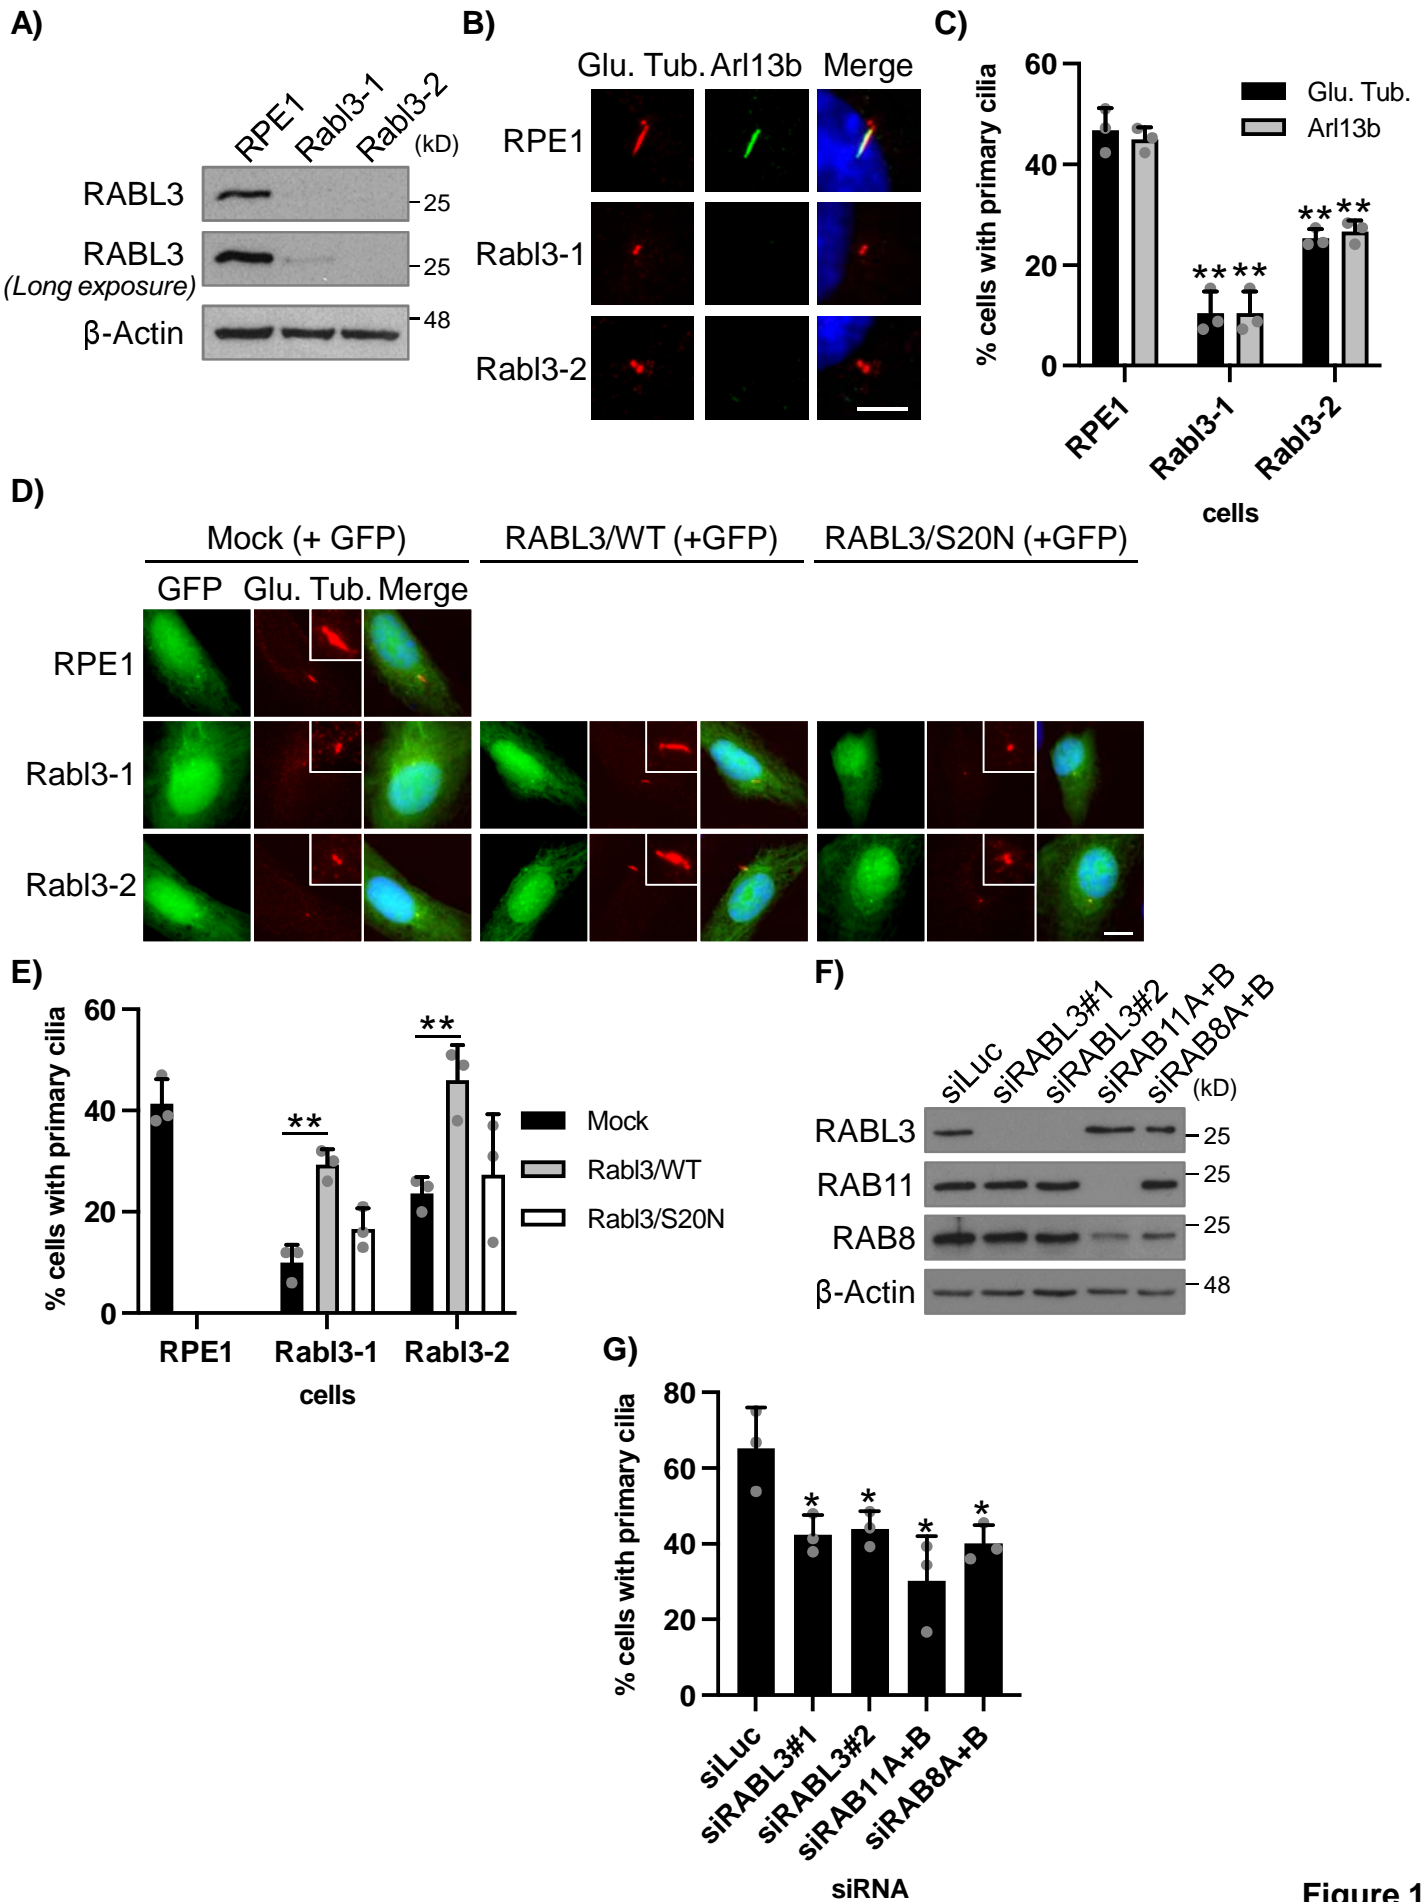 A)
RPE1
Rabl3-1
Rabl3-2
(kD)
RABL3
25
RABL3
(Long exposure)
25
β-Actin
48
B)
Glu. Tub. Arl13b Merge
RPE1
Rabl3-1
Rabl3-2
C)
% cells with primary cilia
60
40
20
0
Glu. Tub.
Arl13b
** **
** **
RPE1
Rabl3-1
Rabl3-2
cells
D)
Mock (+ GFP)
RABL3/WT (+GFP)
RABL3/S20N (+GFP)
GFP Glu. Tub. Merge
RPE1
Rabl3-1
Rabl3-2
E)
% cells with primary cilia
60
40
20
0
**
**
Mock
Rabl3/WT
Rabl3/S20N
RPE1 Rabl3-1 Rabl3-2
cells
F)
siLuc
siRABL3#1
siRABL3#2
siRAB11A+B
siRAB8A+B
(kD)
RABL3
25
RAB11
25
RAB8
25
β-Actin
48
G)
% cells with primary cilia
80
60
40
20
0
*
*
*
*
siLuc
siRABL3#1
siRABL3#2
siRAB11A+B
siRAB8A+B
siRNA
Figure 1